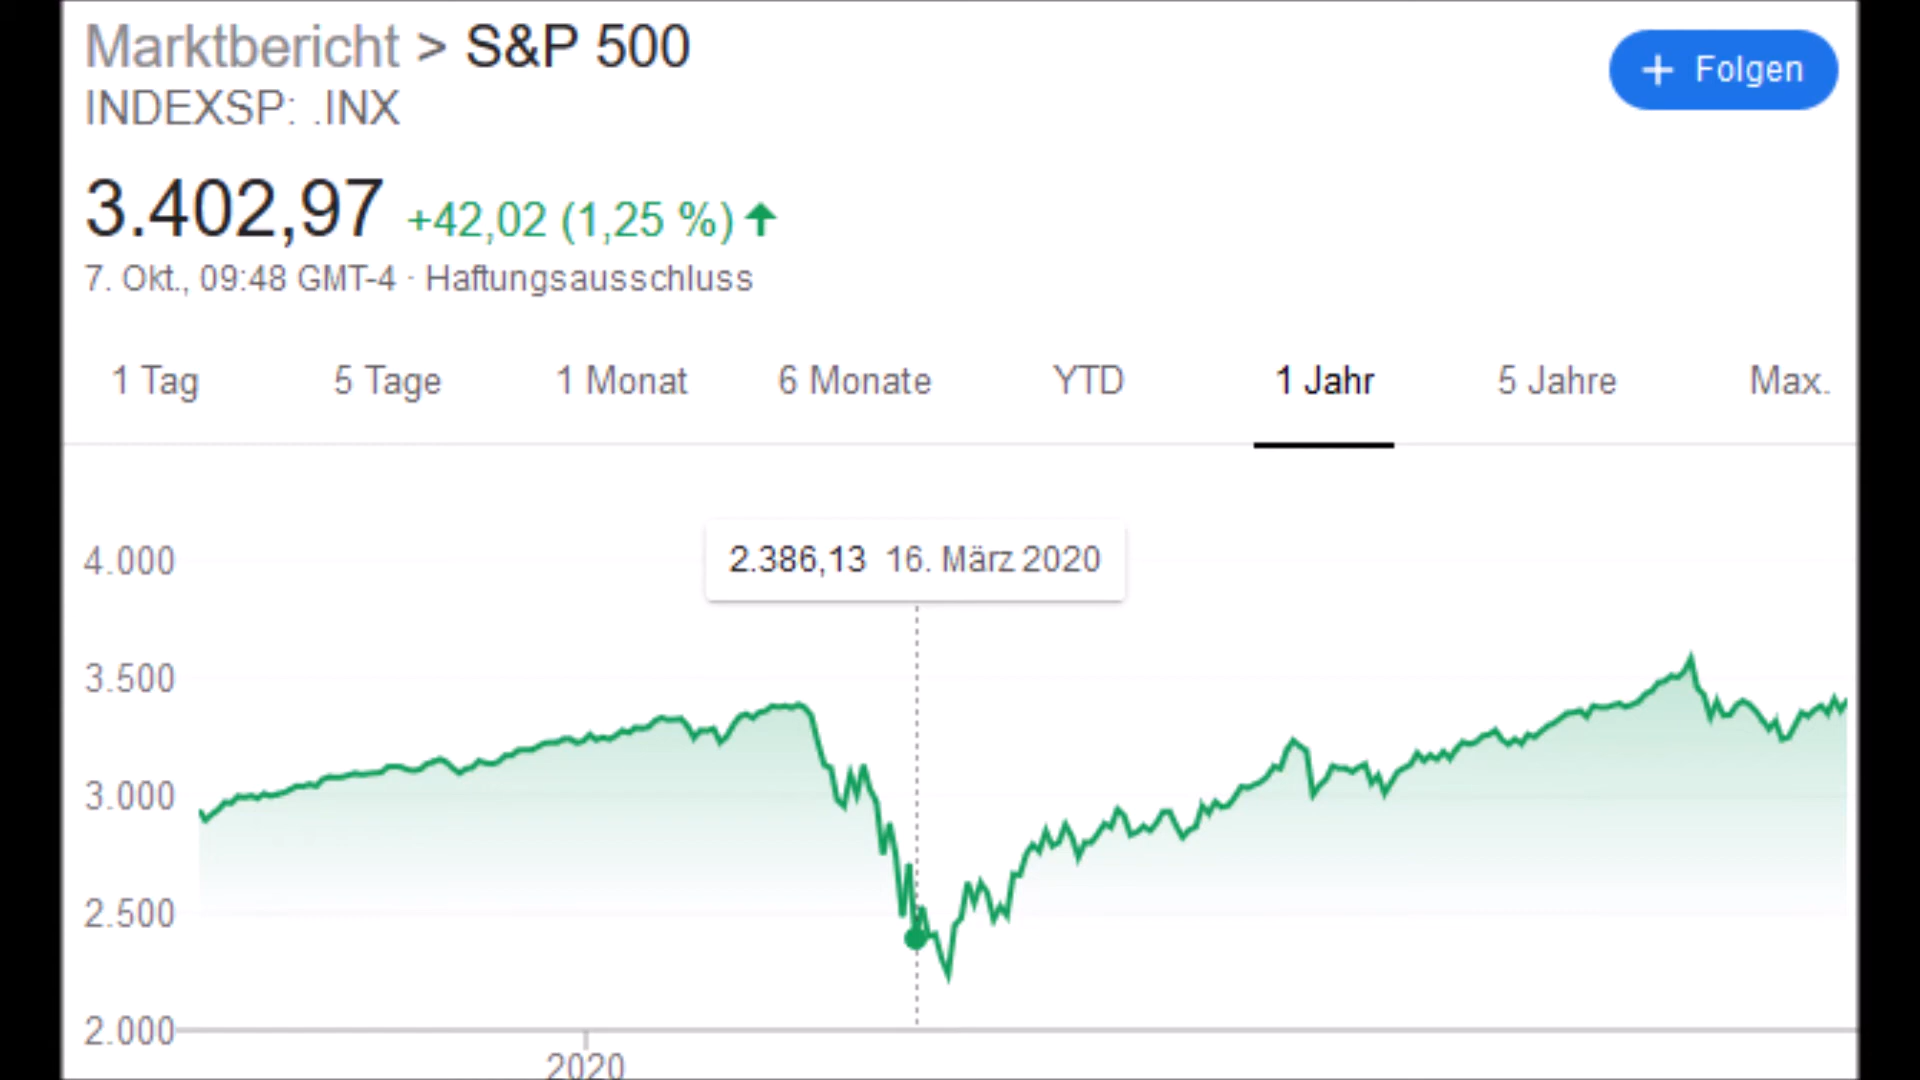 Marktbericht > S&P 500
INDEXSP: .INX
+ Folgen
3.402,97 +42,02 (1,25 %)
7. Okt., 09:48 GMT-4 · Haftungsausschluss
1 Tag 5 Tage 1 Monat 6 Monate YTD 1 Jahr 5 Jahre Max.
2.386,13 16. März 2020
4.000
3.500
3.000
2.500
2.000
2020